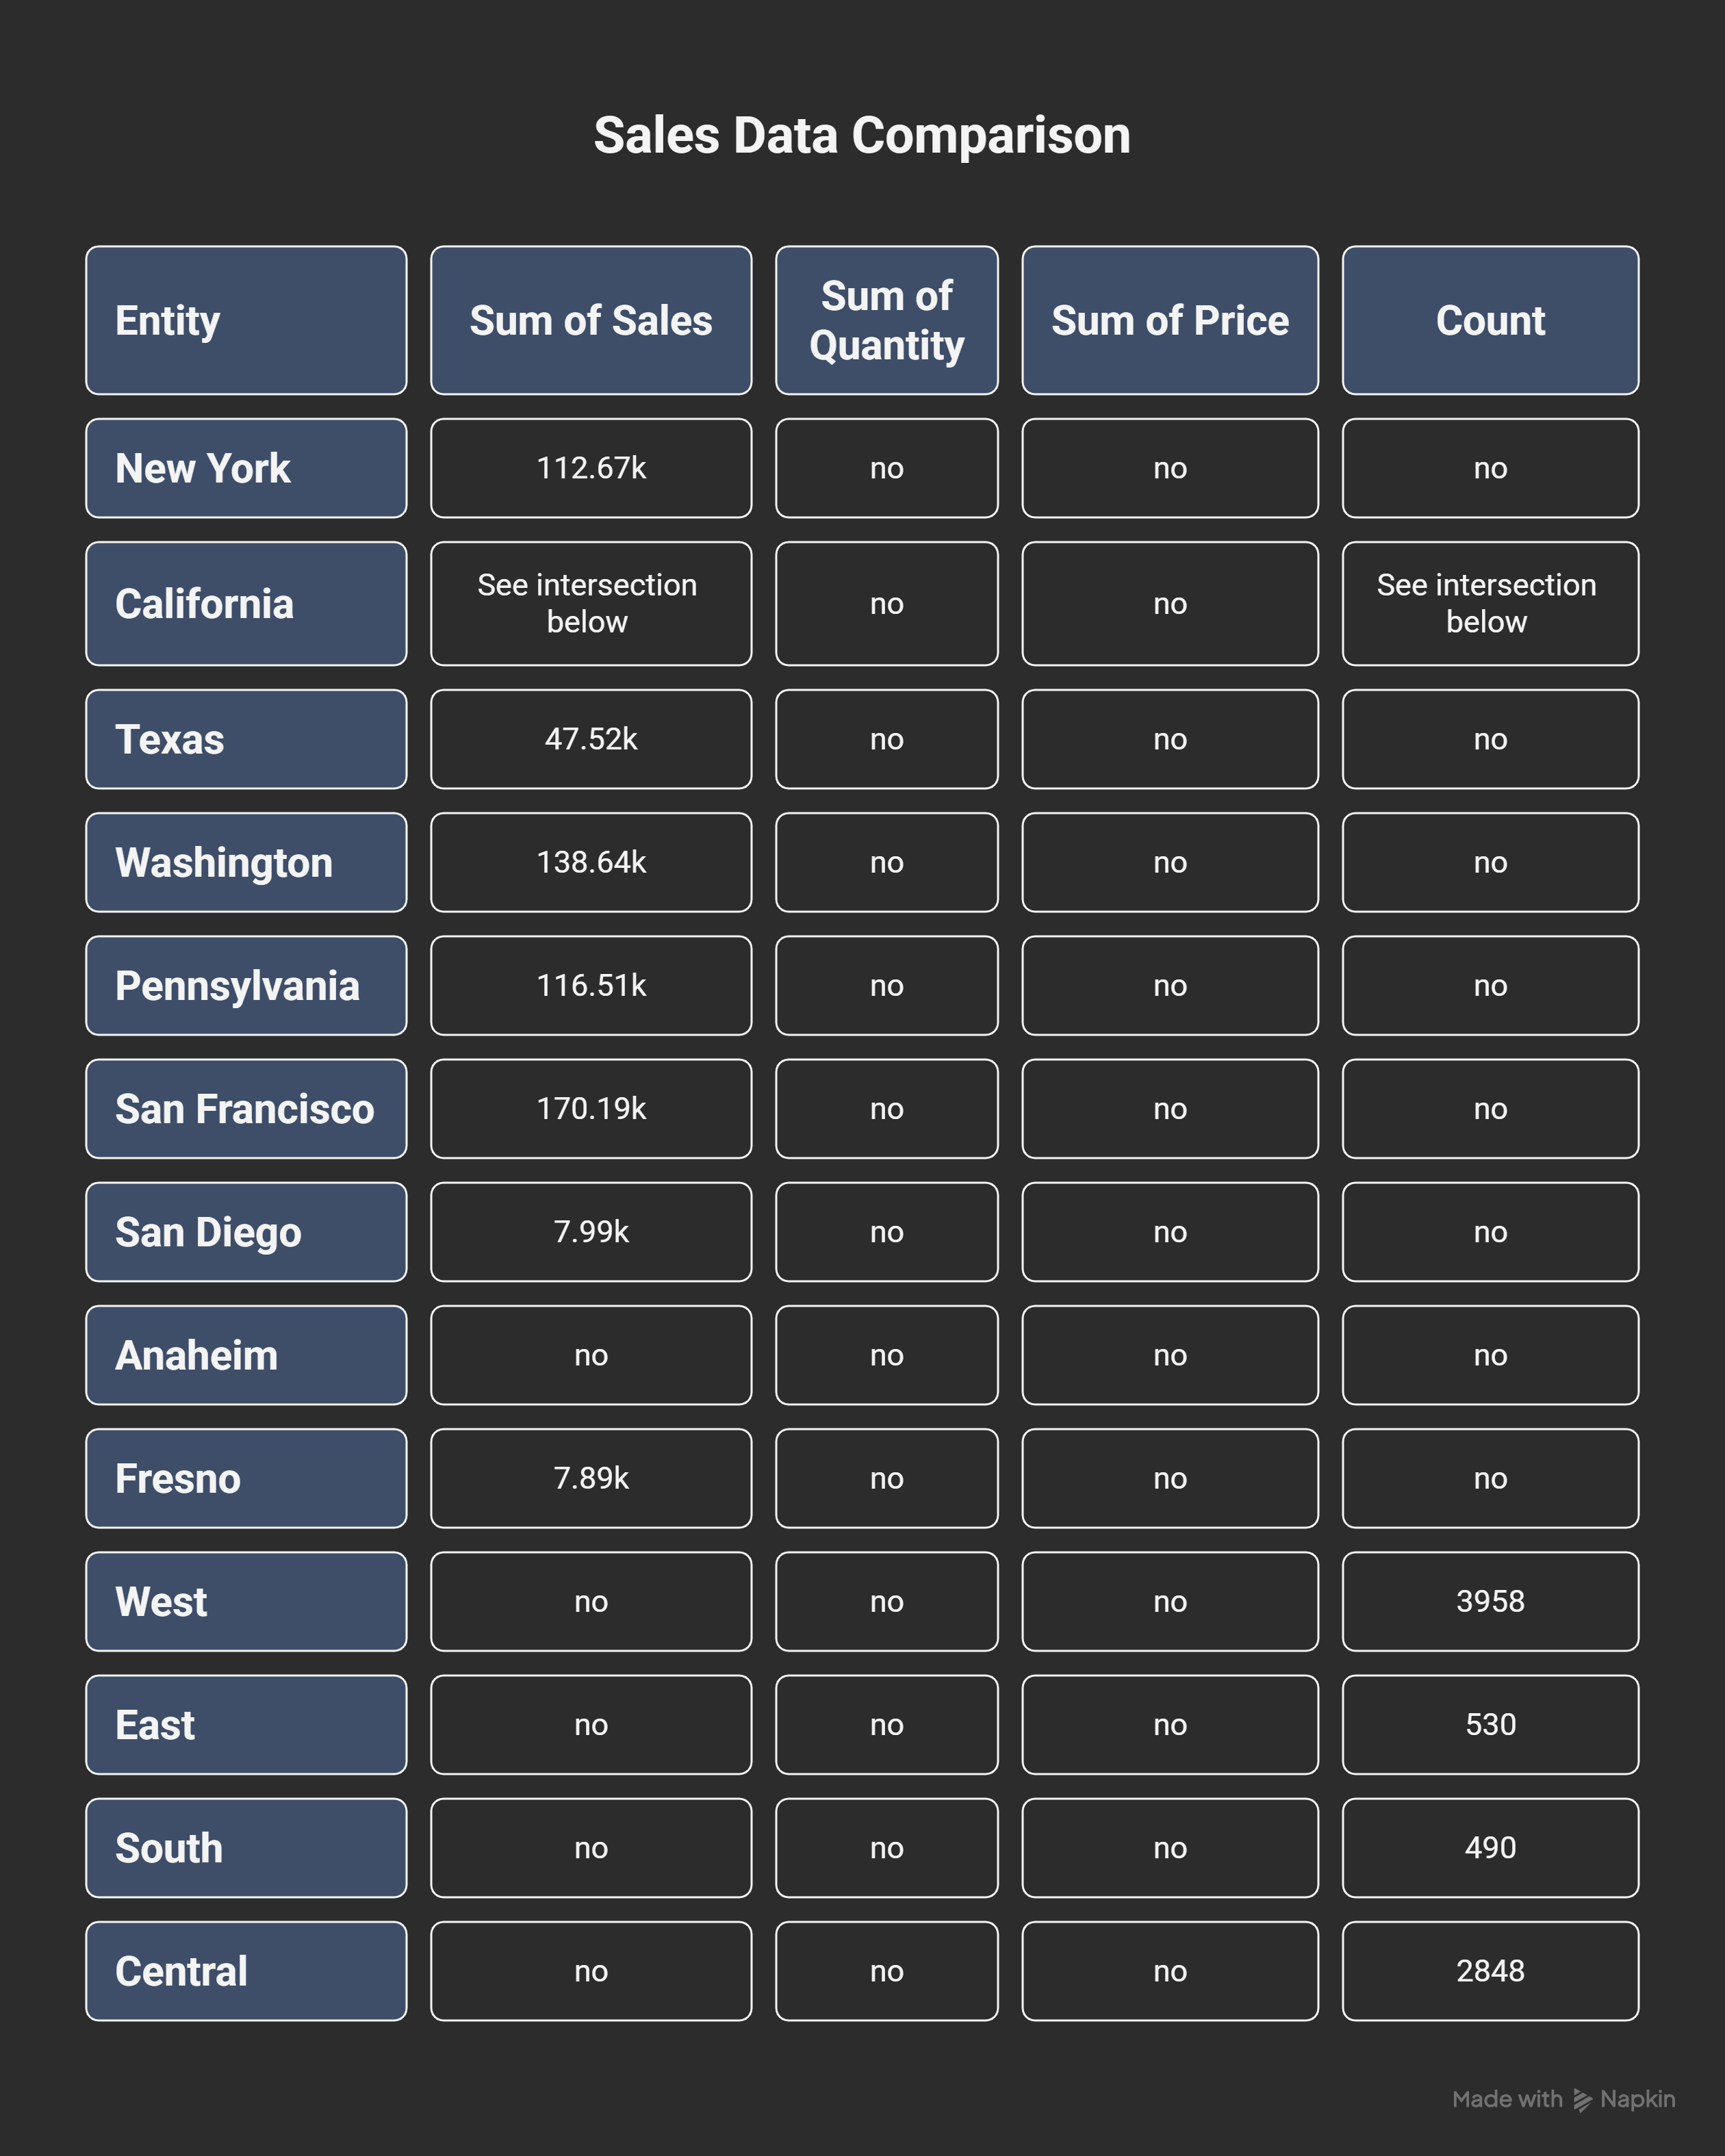 Sales Data Comparison
Entity Sum of Sales Sum of Quantity Sum of Price Count
New York 112.67k no no no
California See intersection below no no See intersection below
Texas 47.52k no no no
Washington 138.64k no no no
Pennsylvania 116.51k no no no
San Francisco 170.19k no no no
San Diego 7.99k no no no
Anaheim no no no no
Fresno 7.89k no no no
West no no no 3958
East no no no 530
South no no no 490
Central no no no 2848
Made with Napkin